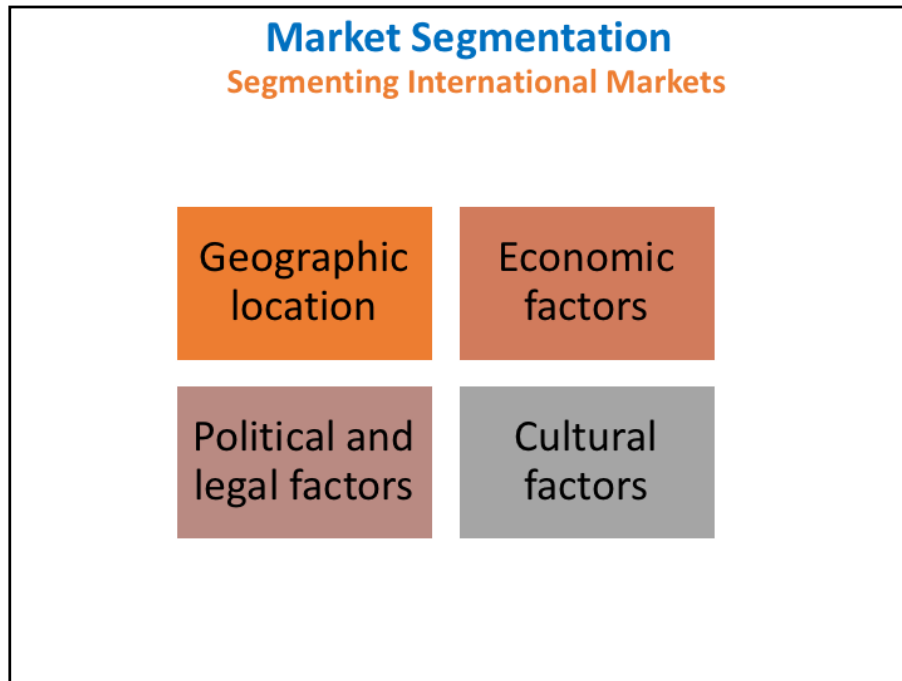 Market Segmentation
Segmenting International Markets
Geographic
location
Economic
factors
Political and
legal factors
Cultural
factors